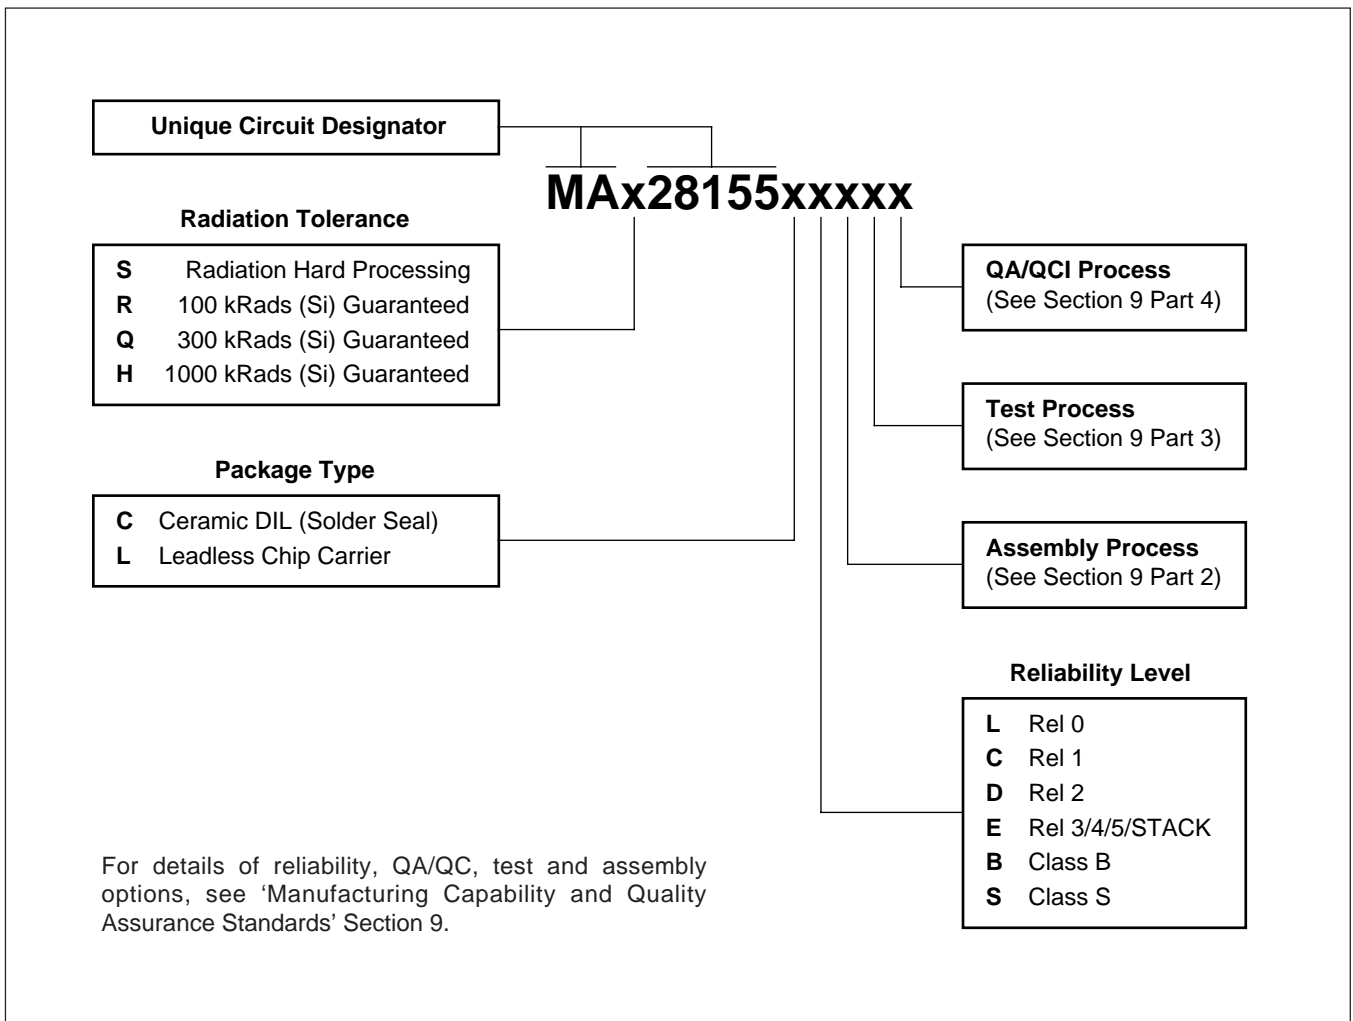 Unique Circuit Designator
MAx28155xxxxx
Radiation Tolerance
S Radiation Hard Processing
R 100 kRads (Si) Guaranteed
Q 300 kRads (Si) Guaranteed
H 1000 kRads (Si) Guaranteed
Package Type
C Ceramic DIL (Solder Seal)
L Leadless Chip Carrier
QA/QCI Process
(See Section 9 Part 4)
Test Process
(See Section 9 Part 3)
Assembly Process
(See Section 9 Part 2)
Reliability Level
L Rel 0
C Rel 1
D Rel 2
E Rel 3/4/5/STACK
B Class B
S Class S
For details of reliability, QA/QC, test and assembly
options, see ‘Manufacturing Capability and Quality
Assurance Standards’ Section 9.